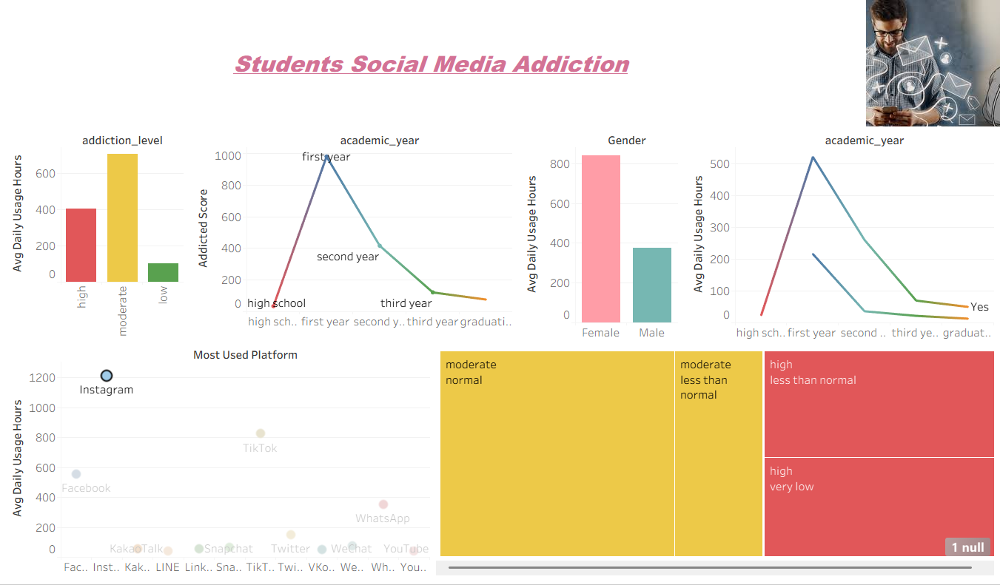 Students Social Media Addiction
addiction_level
Avg Daily Usage Hours
600
400
200
0
high
moderate
low
academic_year
Addicted Score
1000
800
600
400
200
0
first year
second year
high school
third year
high sch..
first year
second y..
third year
graduati..
Gender
Avg Daily Usage Hours
800
600
400
200
0
Female
Male
academic_year
Avg Daily Usage Hours
500
400
300
200
100
0
Yes
high sch..
first year
second ..
third ye..
graduat..
Most Used Platform
Avg Daily Usage Hours
1200
1000
800
600
400
200
0
Instagram
TikTok
Facebook
WhatsApp
KakaoTalk
Snapchat
Twitter
WeChat
YouTube
Fac..
Inst..
Kak..
LINE
Link..
Sna..
TikT..
Twi..
VKo..
We..
Wh..
You..
moderate
normal
moderate
less than
normal
high
less than normal
high
very low
1 null